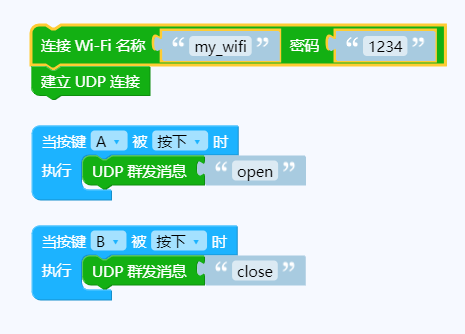 连接 Wi-Fi 名称 “ my_wifi ” 密码 “ 1234 ”
建立 UDP 连接
当按键 A 被 按下 时
执行 UDP 群发消息 “ open ”
当按键 B 被 按下 时
执行 UDP 群发消息 “ close ”